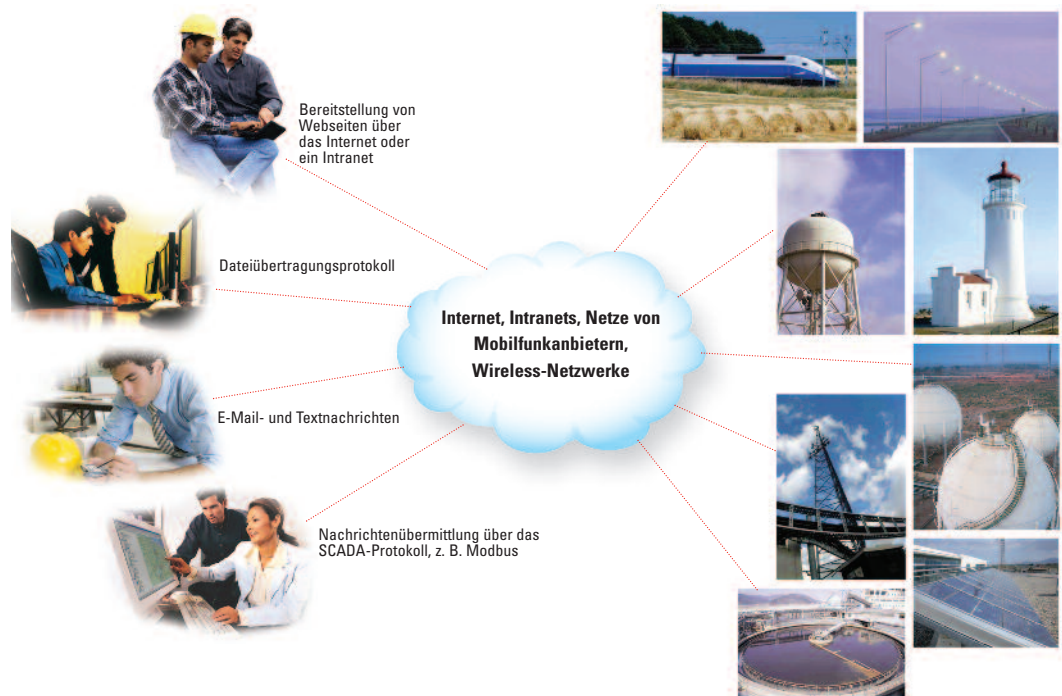 Bereitstellung von
Webseiten über
das Internet oder
ein Intranet
Dateiübertragungsprotokoll
Internet, Intranets, Netze von
Mobilfunkanbietern,
Wireless-Netzwerke
E-Mail- und Textnachrichten
Nachrichtenübermittlung über das
SCADA-Protokoll, z. B. Modbus